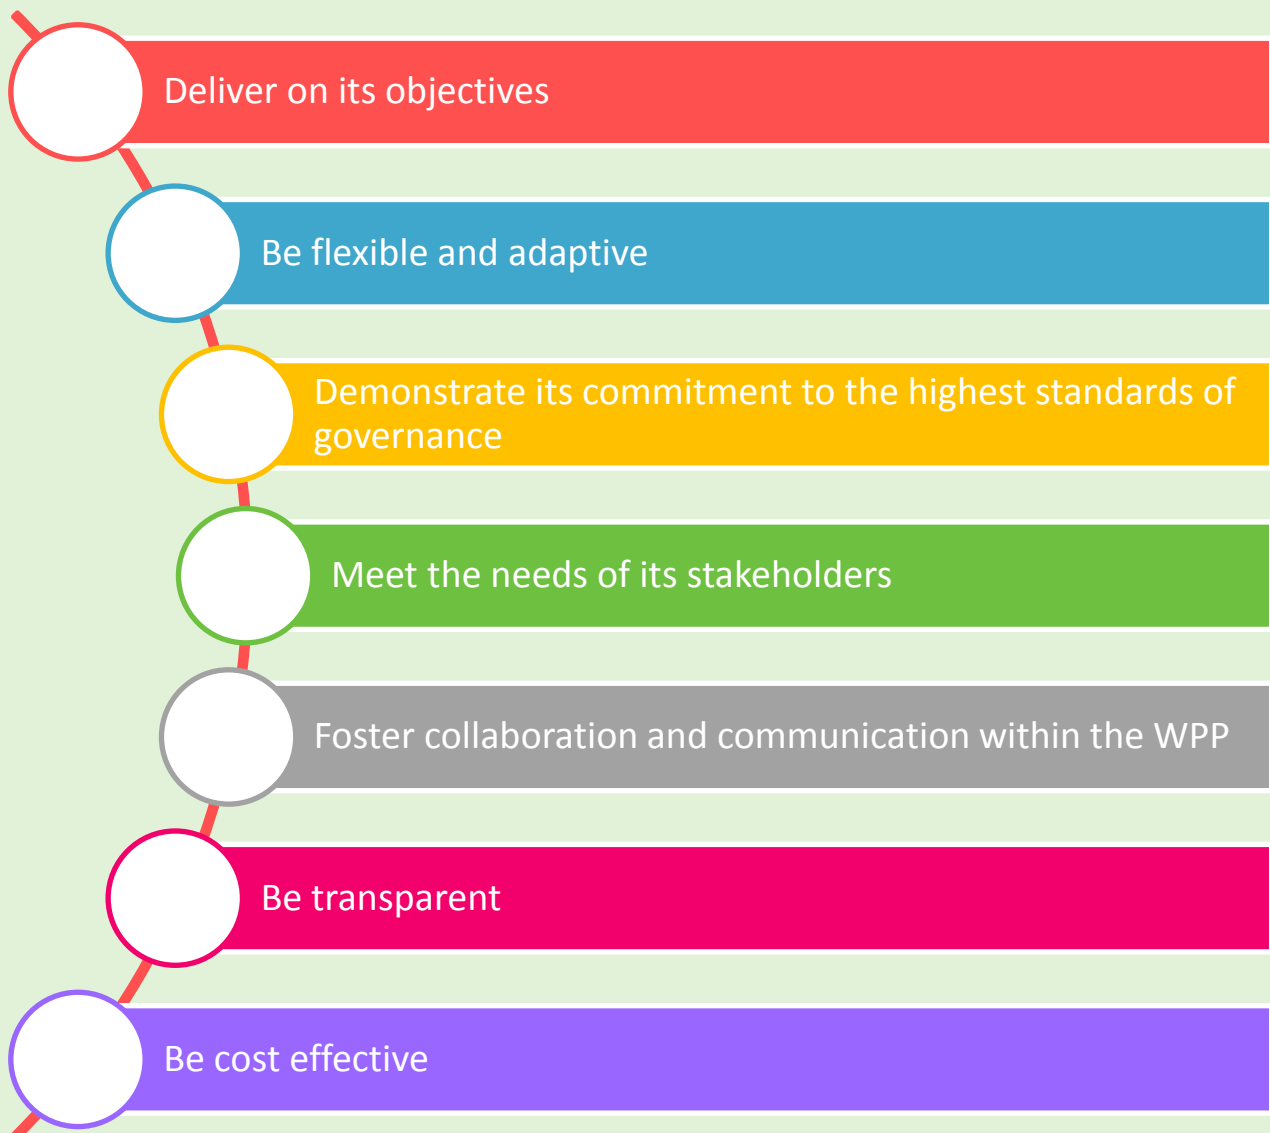 Deliver on its objectives
Be flexible and adaptive
Demonstrate its commitment to the highest standards of
governance
Meet the needs of its stakeholders
Foster collaboration and communication within the WPP
Be transparent
Be cost effective